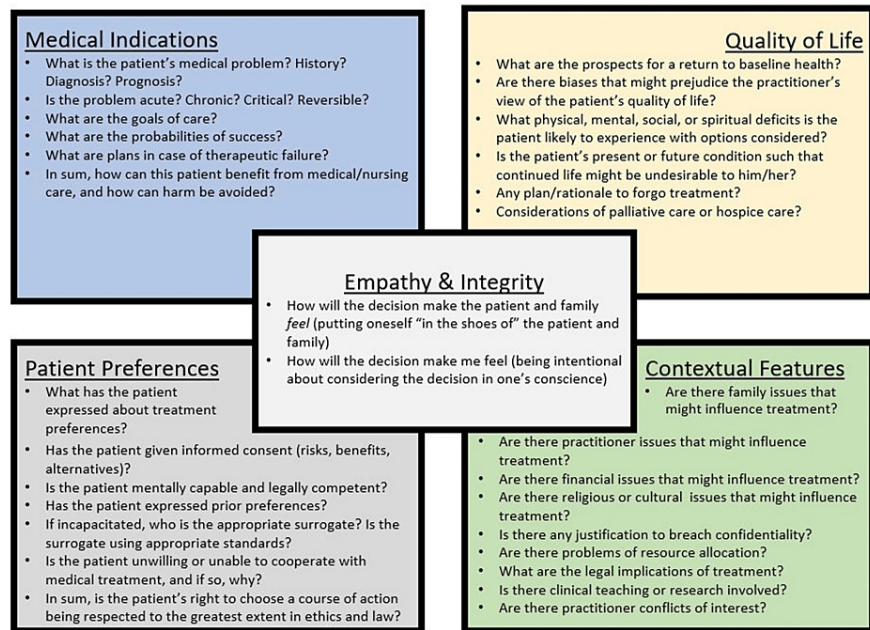 Medical Indications
• What is the patient's medical problem? History?
Diagnosis? Prognosis?
• Is the problem acute? Chronic? Critical? Reversible?
• What are the goals of care?
• What are the probabilities of success?
• What are plans in case of therapeutic failure?
• In sum, how can this patient benefit from medical/nursing
care, and how can harm be avoided?
Quality of Life
• What are the prospects for a return to baseline health?
• Are there biases that might prejudice the practitioner's
view of the patient's quality of life?
• What physical, mental, social, or spiritual deficits is the
patient likely to experience with options considered?
• Is the patient's present or future condition such that
continued life might be undesirable to him/her?
• Any plan/rationale to forgo treatment?
• Considerations of palliative care or hospice care?
Empathy & Integrity
• How will the decision make the patient and family
feel (putting oneself "in the shoes of" the patient and
family)
• How will the decision make me feel (being intentional
about considering the decision in one's conscience)
Patient Preferences
• What has the patient
expressed about treatment
preferences?
• Has the patient given informed consent (risks, benefits,
alternatives)?
• Is the patient mentally capable and legally competent?
• Has the patient expressed prior preferences?
• If incapacitated, who is the appropriate surrogate? Is the
surrogate using appropriate standards?
• Is the patient unwilling or unable to cooperate with
medical treatment, and if so, why?
• In sum, is the patient's right to choose a course of action
being respected to the greatest extent in ethics and law?
Contextual Features
• Are there family issues that
might influence treatment?
• Are there practitioner issues that might influence
treatment?
• Are there financial issues that might influence treatment?
• Are there religious or cultural issues that might influence
treatment?
• Is there any justification to breach confidentiality?
• Are there problems of resource allocation?
• What are the legal implications of treatment?
• Is there clinical teaching or research involved?
• Are there practitioner conflicts of interest?